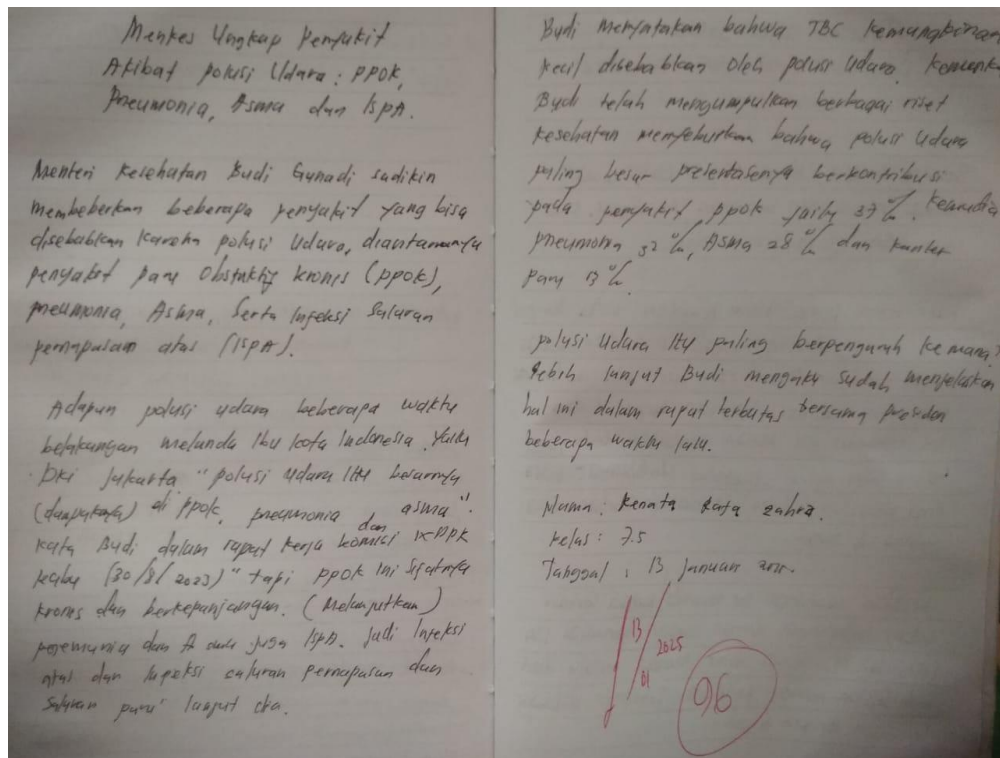 Menkes Ungkap Penyakit
Akibat polusi Udara: PPOK,
Pneumonia, Asma dan ISPA.
Menteri Kesehatan Budi Gunadi sadikin
membeberkan beberapa penyakit yang bisa
disebabkan karena polusi Udara, diantaranya
penyakit paru Obstruktif kronis (PPOK),
pneumonia, Asma, Serta Infeksi Saluran
pernapasan atas (ISPA).
Adapun polusi udara beberapa waktu
belakangan melanda Ibu kota Indonesia yaitu
DKI Jakarta "polusi udara itu besarnya
(dampaknya) di PPOK, pneumonia dan asma".
kata Budi dalam rapat kerja komisi IX DPR
Rabu (30/8/2023) "tapi PPOK ini sifatnya
kronis dan berkepanjangan. (Melanjutkan)
dan juga ISPA. Jadi Infeksi
atas dan Infeksi saluran pernapasan dan
saluran paru" lanjut dia.
Budi menyatakan bahwa TBC kemungkinan
kecil disebabkan oleh polusi Udara.
Budi telah mengumpulkan berbagai riset
kesehatan menyebutkan bahwa polusi Udara
paling besar presentasenya berkontribusi
pada penyakit PPOK yaitu 37%. kemudia
pneumonia 32%, Asma 28% dan kanker
paru 13%.
polusi Udara itu paling berpengaruh ke mana?
Lebih lanjut Budi mengaku sudah menjelaskan
hal ini dalam rapat terbatas bersama presiden
beberapa waktu lalu.
Nama: Renata zahra.
kelas: 7.5
Tanggal: 13 Januari
13/01 2025
96